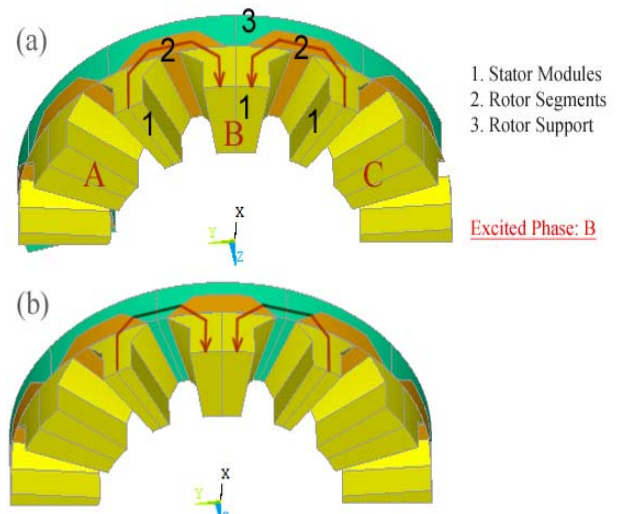 (a)
3
2
2
1
1
1
A
B
C
X
Y
Z
1. Stator Modules
2. Rotor Segments
3. Rotor Support
Excited Phase: B
(b)
X
Y